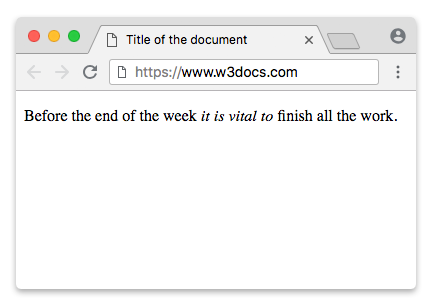 Title of the document
https://www.w3docs.com
Before the end of the week it is vital to finish all the work.